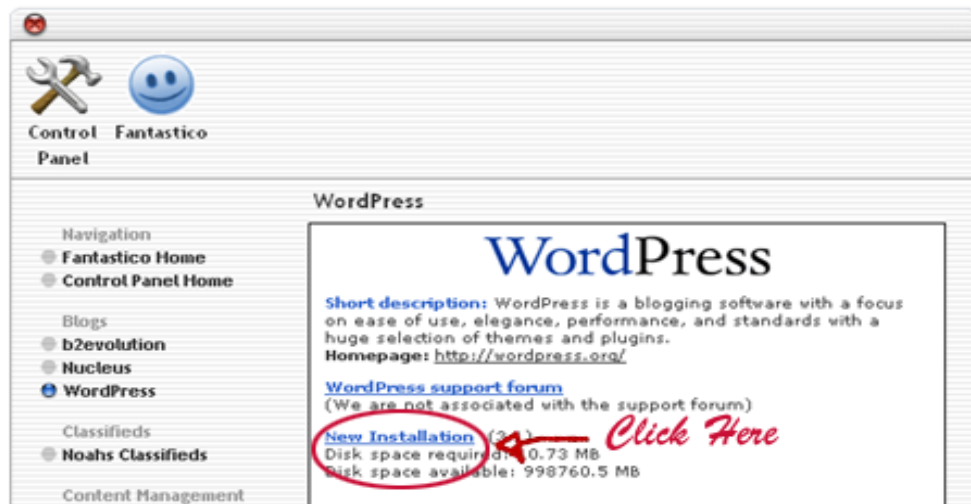 Control Panel
Fantastico
WordPress
Navigation
Fantastico Home
Control Panel Home
Blogs
b2evolution
Nucleus
WordPress
Classifieds
Noahs Classifieds
Content Management
WordPress
Short description: WordPress is a blogging software with a focus
on ease of use, elegance, performance, and standards with a
huge selection of themes and plugins.
Homepage: http://wordpress.org/
WordPress support forum
(We are not associated with the support forum)
New Installation
Click Here
Disk space required: 10.73 MB
Disk space available: 998760.5 MB